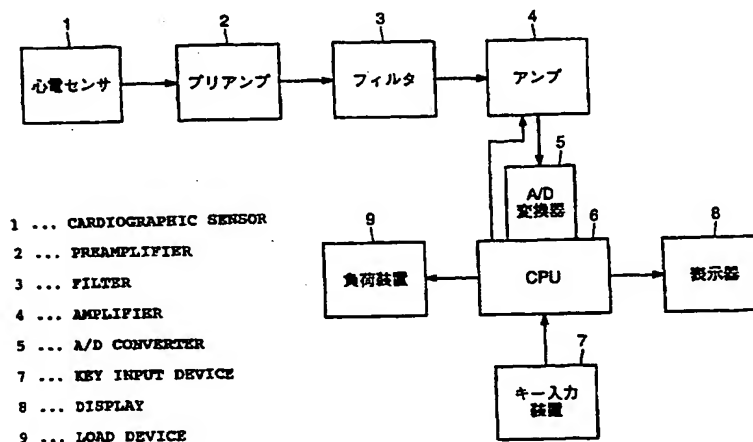 1
2
3
4
心電センサ
プリアンプ
フィルタ
アンプ
5
A/D
変換器
6
9
8
負荷装置
CPU
表示器
7
キー入力
装置
1 ... CARDIOGRAPHIC SENSOR
2 ... PREAMPLIFIER
3 ... FILTER
4 ... AMPLIFIER
5 ... A/D CONVERTER
7 ... KEY INPUT DEVICE
8 ... DISPLAY
9 ... LOAD DEVICE